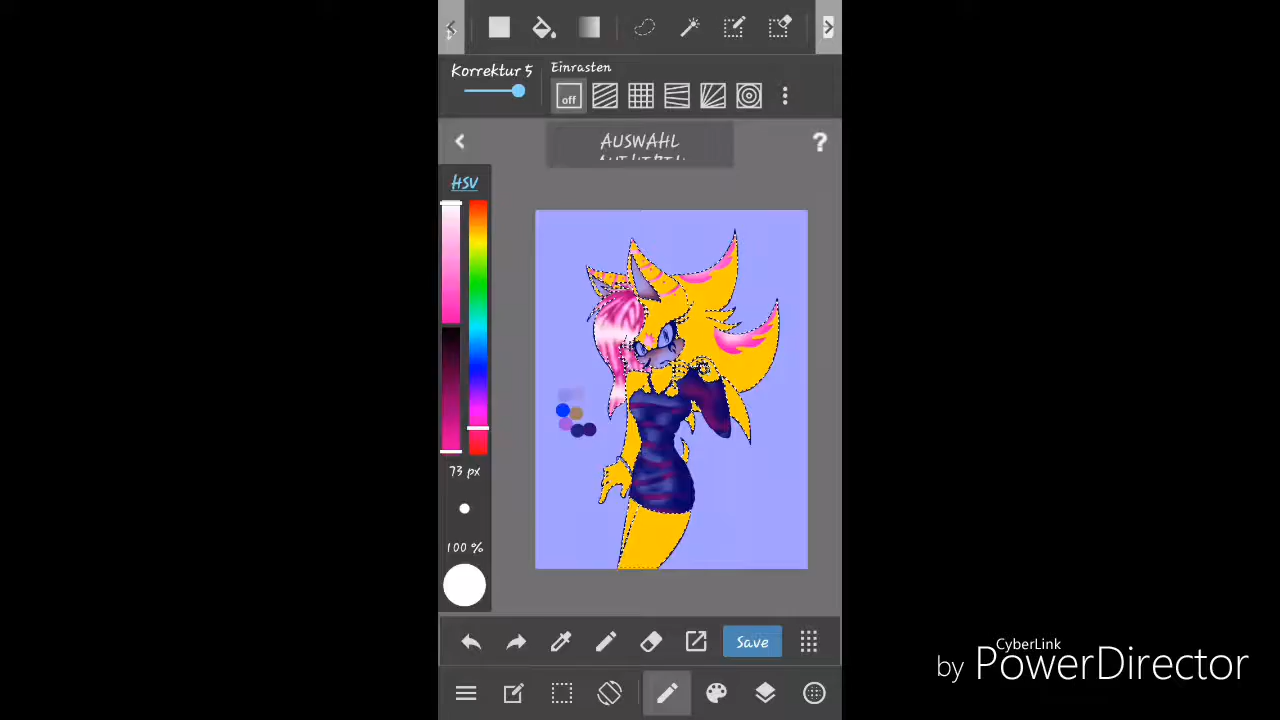 Korrektur 5
Einrasten
off
AUSWAHL
?
HSV
73 px
100 %
Save
CyberLink
by PowerDirector